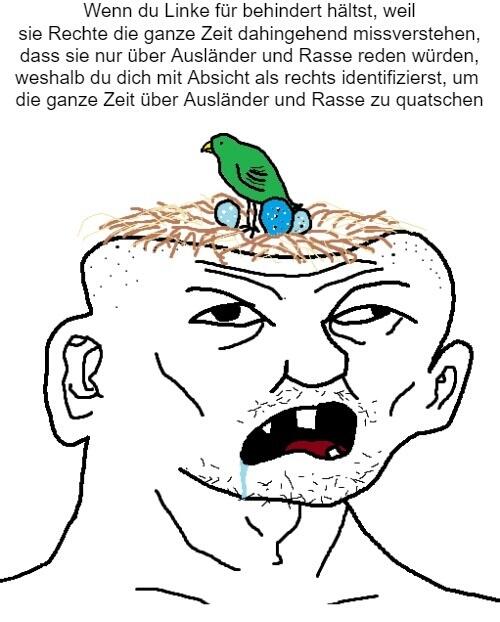 Wenn du Linke für behindert hältst, weil
sie Rechte die ganze Zeit dahingehend missverstehen,
dass sie nur über Ausländer und Rasse reden würden,
weshalb du dich mit Absicht als rechts identifizierst, um
die ganze Zeit über Ausländer und Rasse zu quatschen